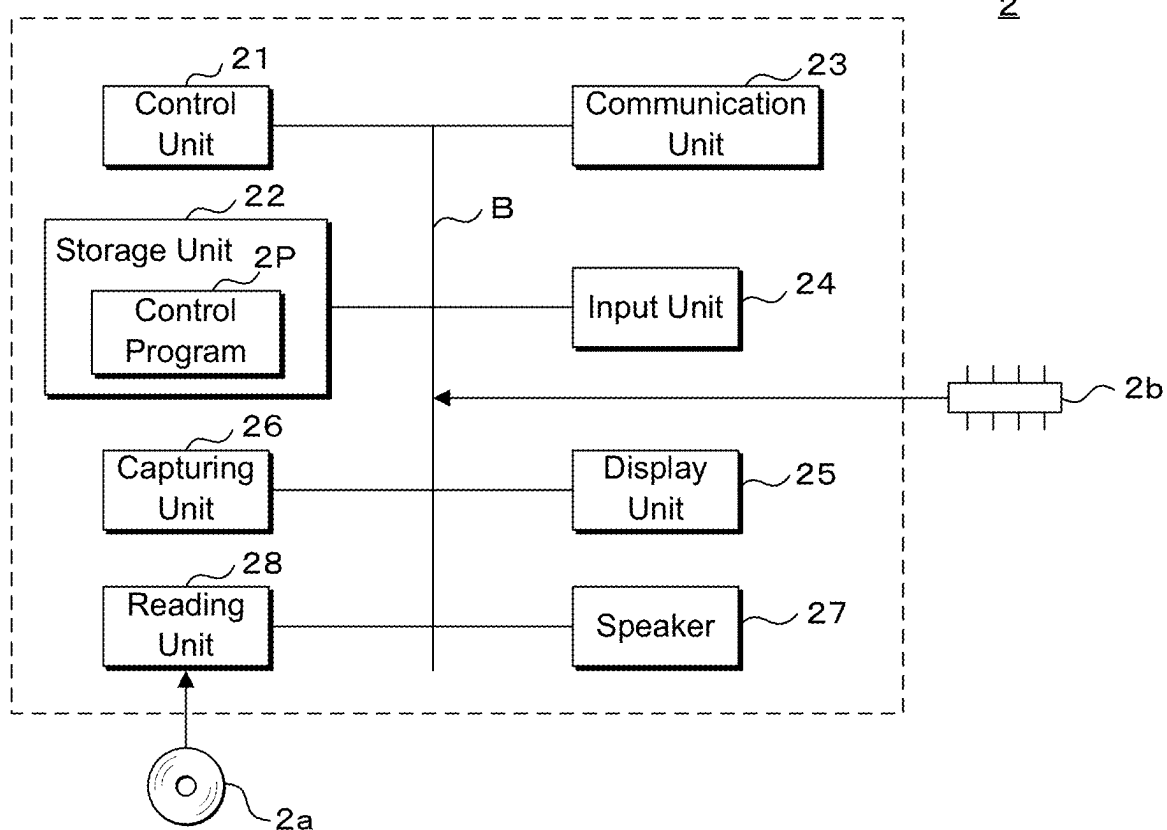 2
21
Control
Unit
23
Communication
Unit
22
Storage Unit
2P
Control
Program
B
24
Input Unit
2b
26
Capturing
Unit
25
Display
Unit
28
Reading
Unit
27
Speaker
2a